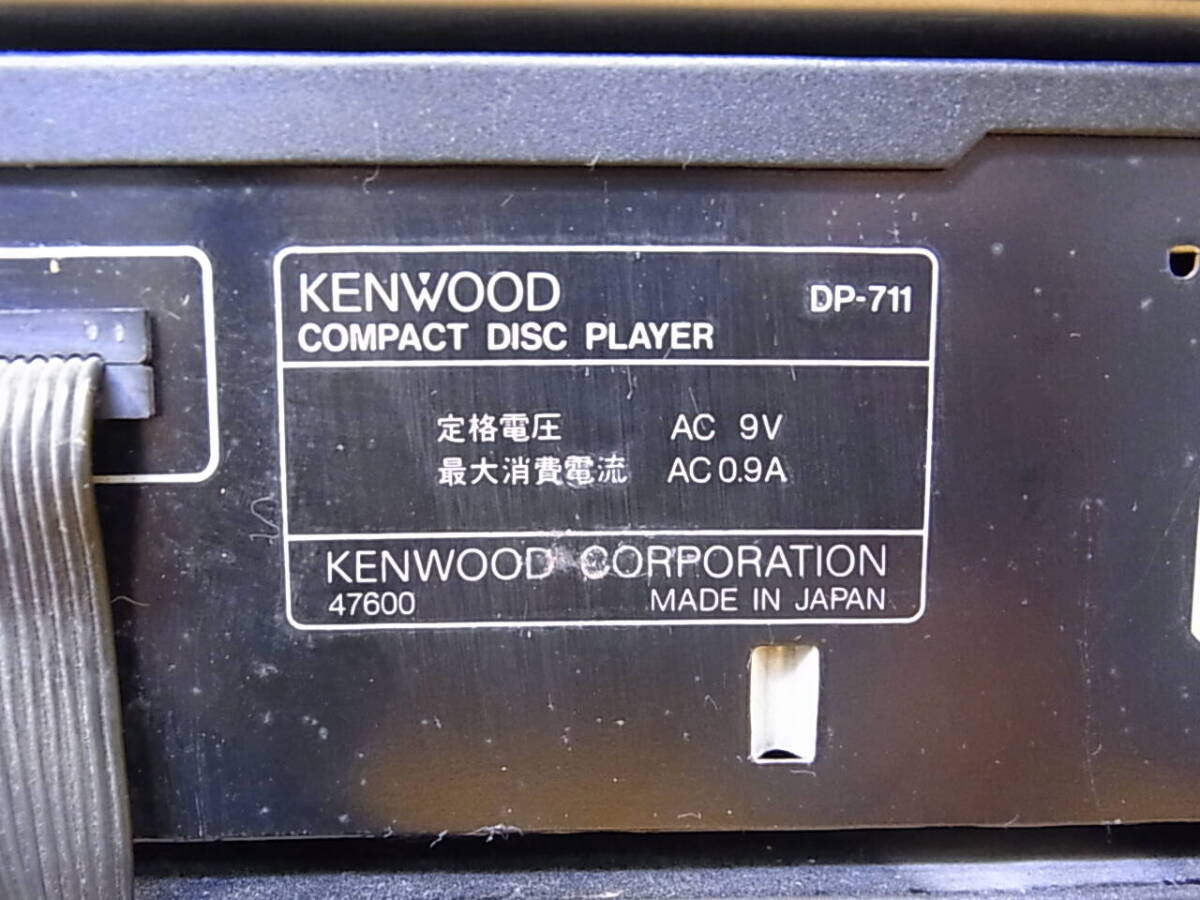 KENWOOD DP-711
COMPACT DISC PLAYER
定格電圧 AC 9V
最大消費電流 AC 0.9A
KENWOOD CORPORATION
47600 MADE IN JAPAN